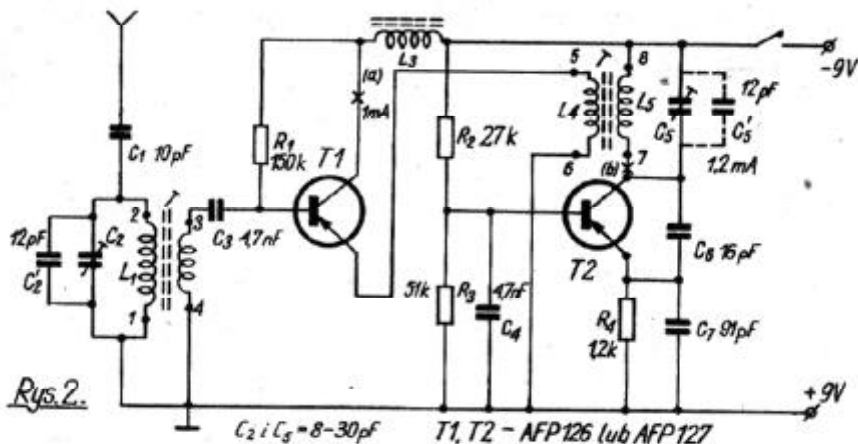 C1 10pF
12pF
C2'
C2
L1
2
1
3
4
C3 4,7nF
R1
150k
T1
(a)
1mA
L3
R2 27k
51k
R3
4,7nF
C4
5
6
L4
8
L5
7
(b)
C5
12pF
C5'
1,2mA
T2
R4
1,2k
C6 16pF
C7 91pF
-9V
+9V
Rys.2.
C2 i C5 = 8-30pF
T1, T2 - AFP126 lub AFP127